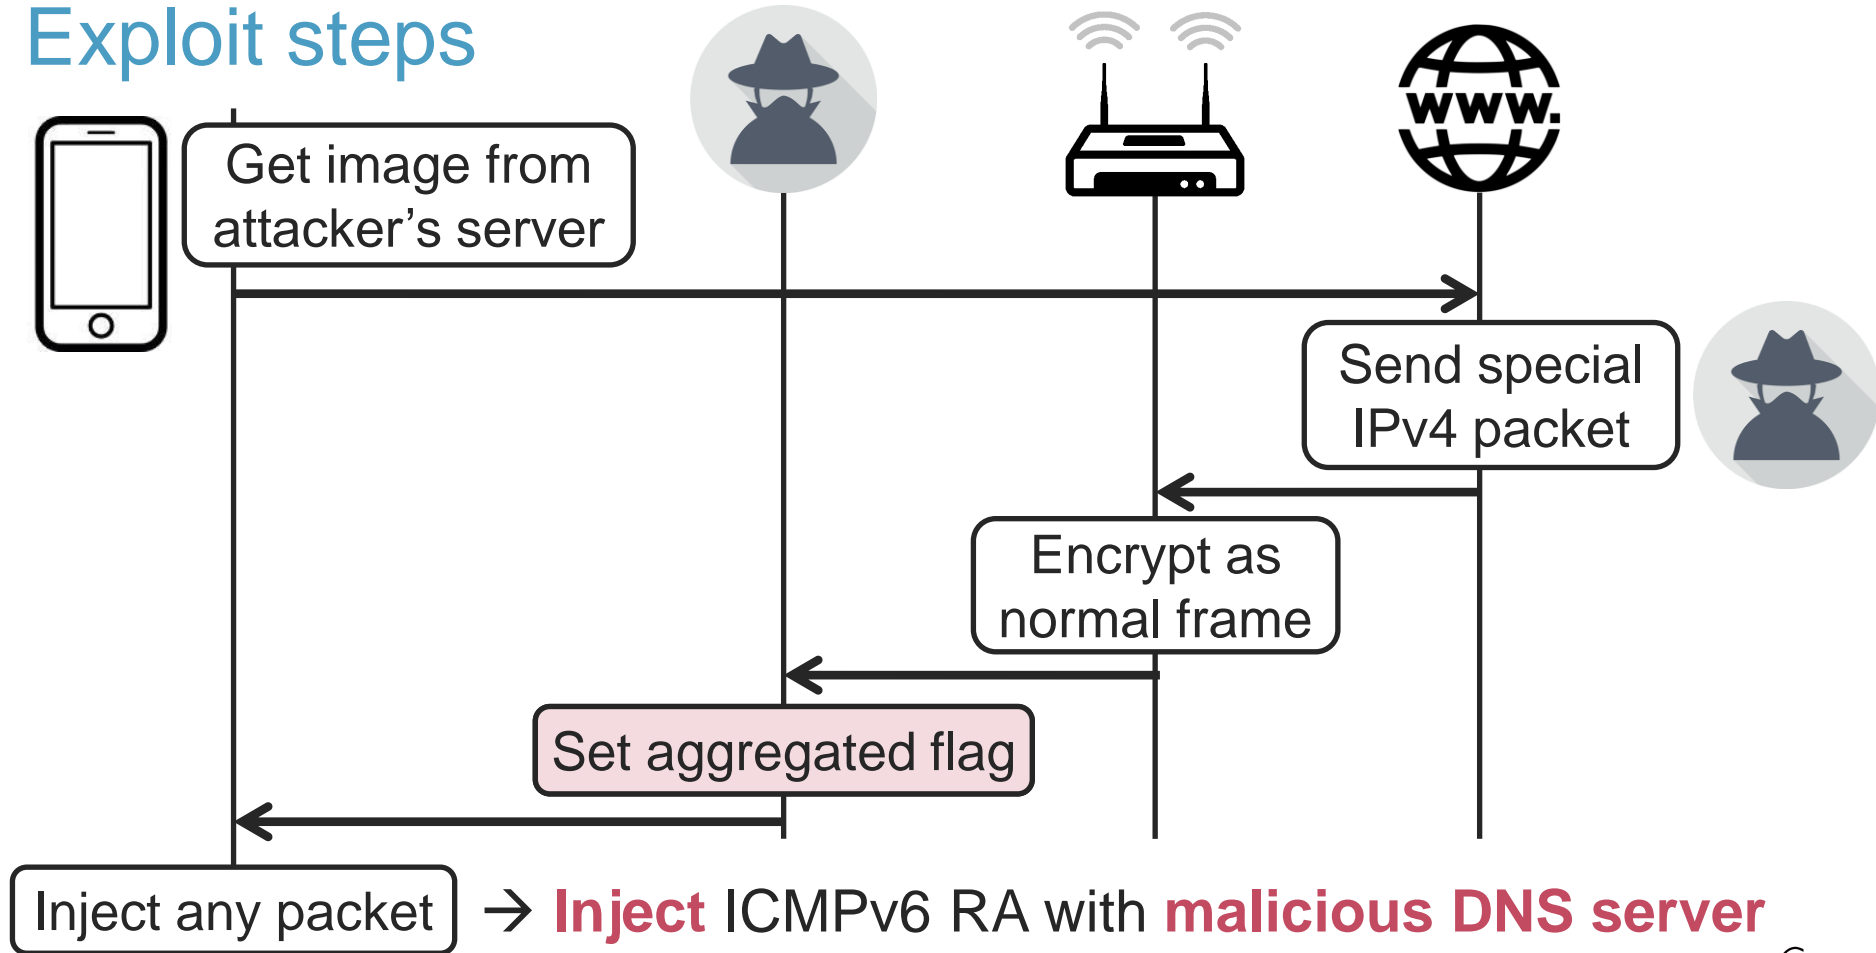 Exploit steps
Get image from
attacker’s server
www.
Send special
IPv4 packet
Encrypt as
normal frame
Set aggregated flag
Inject any packet → Inject ICMPv6 RA with malicious DNS server